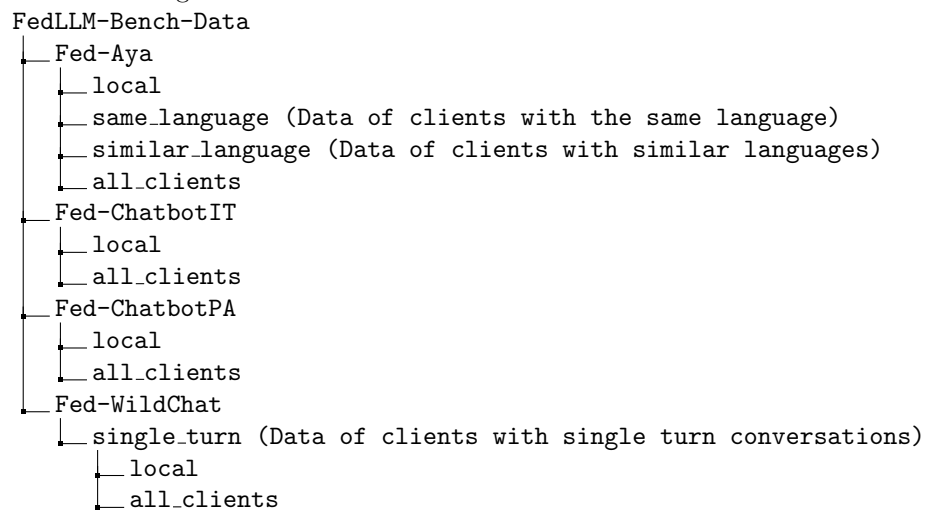 FedLLM-Bench-Data
Fed-Aya
local
same_language (Data of clients with the same language)
similar_language (Data of clients with similar languages)
all_clients
Fed-ChatbotIT
local
all_clients
Fed-ChatbotPA
local
all_clients
Fed-WildChat
single_turn (Data of clients with single turn conversations)
local
all_clients